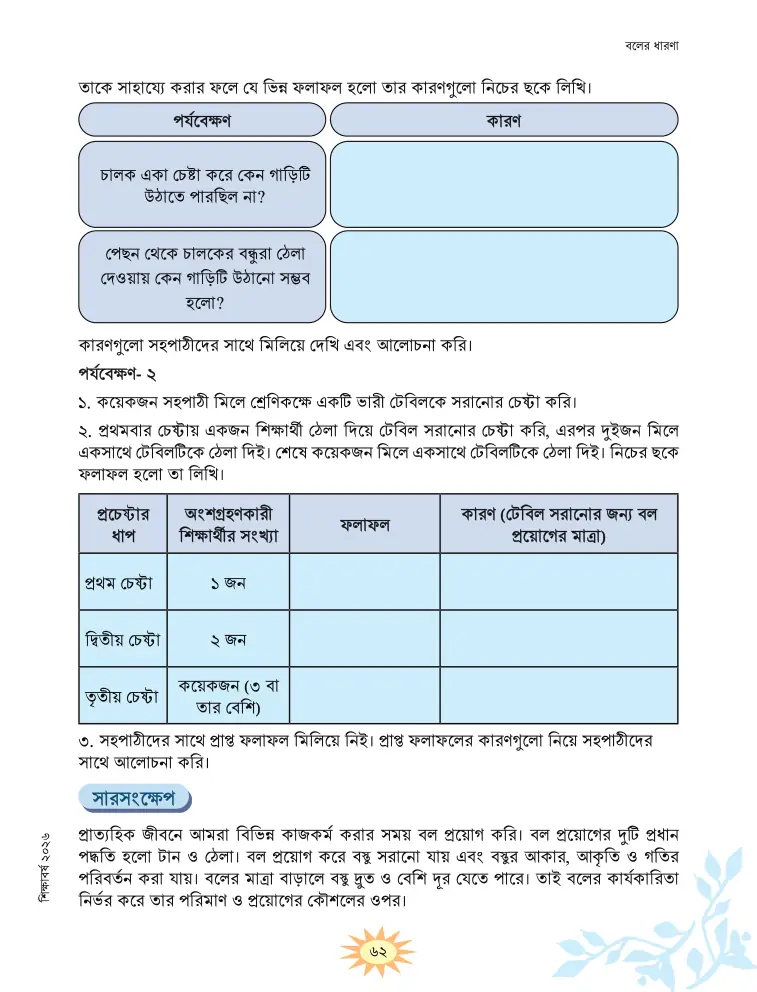 বলের ধারণা
তাকে সাহায্যে করার ফলে যে ভিন্ন ফলাফল হলো তার কারণগুলো নিচের ছকে লিখি।
পর্যবেক্ষণ
কারণ
চালক একা চেষ্টা করে কেন গাড়িটি
উঠাতে পারছিল না?
পেছন থেকে চালকের বন্ধুরা ঠেলা
দেওয়ায় কেন গাড়িটি উঠানো সম্ভব
হলো?
কারণগুলো সহপাঠীদের সাথে মিলিয়ে দেখি এবং আলোচনা করি।
পর্যবেক্ষণ- ২
১. কয়েকজন সহপাঠী মিলে শ্রেণিকক্ষে একটি ভারী টেবিলকে সরানোর চেষ্টা করি।
২. প্রথমবার চেষ্টায় একজন শিক্ষার্থী ঠেলা দিয়ে টেবিল সরানোর চেষ্টা করি, এরপর দুইজন মিলে
একসাথে টেবিলটিকে ঠেলা দিই। শেষে কয়েকজন মিলে একসাথে টেবিলটিকে ঠেলা দিই। নিচের ছকে
ফলাফল হলো তা লিখি।
প্রচেষ্টার
ধাপ
অংশগ্রহণকারী
শিক্ষার্থীর সংখ্যা
ফলাফল
কারণ (টেবিল সরানোর জন্য বল
প্রয়োগের মাত্রা)
প্রথম চেষ্টা
১ জন
দ্বিতীয় চেষ্টা
২ জন
তৃতীয় চেষ্টা
কয়েকজন (৩ বা
তার বেশি)
৩. সহপাঠীদের সাথে প্রাপ্ত ফলাফল মিলিয়ে নিই। প্রাপ্ত ফলাফলের কারণগুলো নিয়ে সহপাঠীদের
সাথে আলোচনা করি।
সারসংক্ষেপ
প্রাত্যহিক জীবনে আমরা বিভিন্ন কাজকর্ম করার সময় বল প্রয়োগ করি। বল প্রয়োগের দুটি প্রধান
পদ্ধতি হলো টান ও ঠেলা। বল প্রয়োগ করে বস্তু সরানো যায় এবং বস্তুর আকার, আকৃতি ও গতির
পরিবর্তন করা যায়। বলের মাত্রা বাড়ালে বস্তু দ্রুত ও বেশি দূর যেতে পারে। তাই বলের কার্যকারিতা
নির্ভর করে তার পরিমাণ ও প্রয়োগের কৌশলের ওপর।
শিক্ষাবর্ষ ২০২৬
৬২